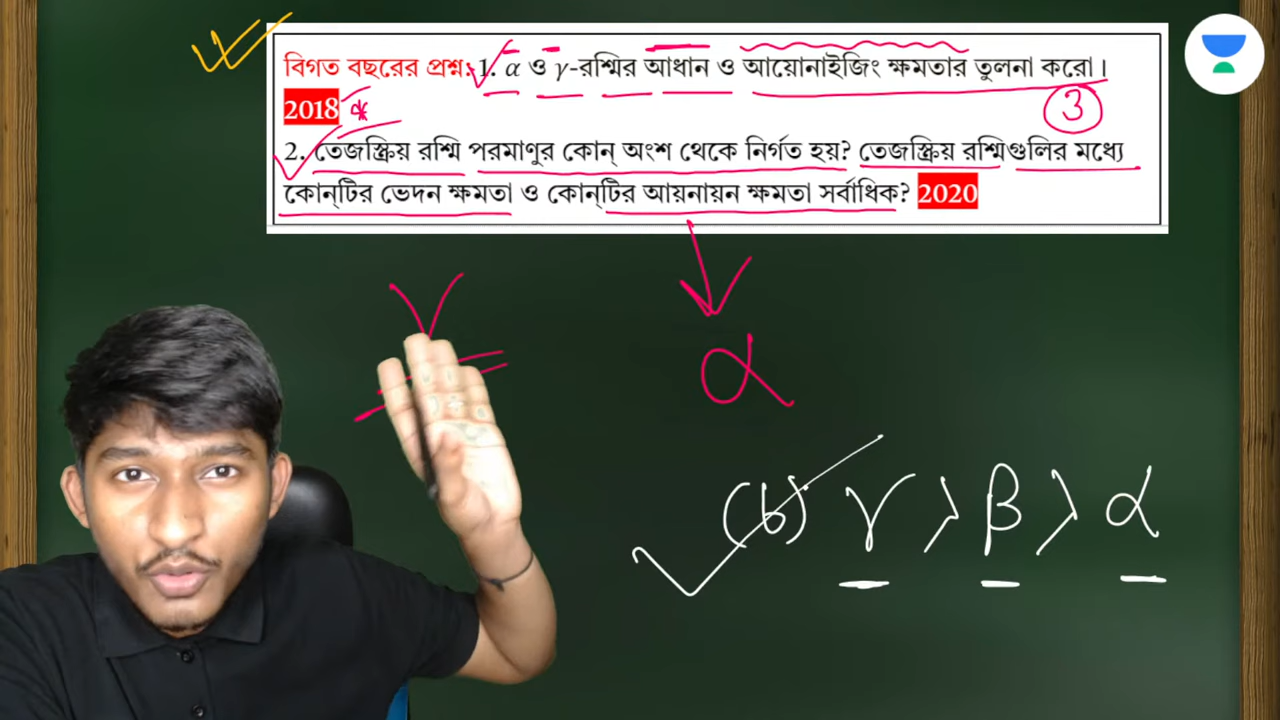 বিগত বছরের প্রশ্ন: 1. α ও γ-রশ্মির আধান ও আয়োনাইজিং ক্ষমতার তুলনা করো।
2018
3
2. তেজস্ক্রিয় রশ্মি পরমাণুর কোন্ অংশ থেকে নির্গত হয়? তেজস্ক্রিয় রশ্মিগুলির মধ্যে
কোন্‌টির ভেদন ক্ষমতা ও কোন্‌টির আয়নায়ন ক্ষমতা সর্বাধিক? 2020
α
(b) γ > β > α